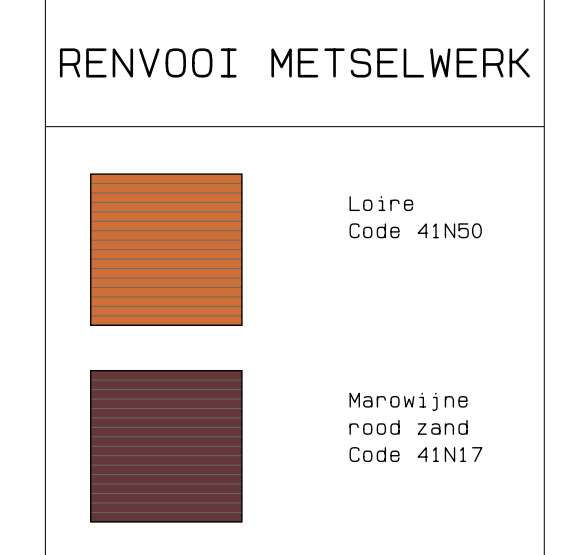 RENVOOI METSELWERK
Loire
Code 41N50
Marowijne
rood zand
Code 41N17